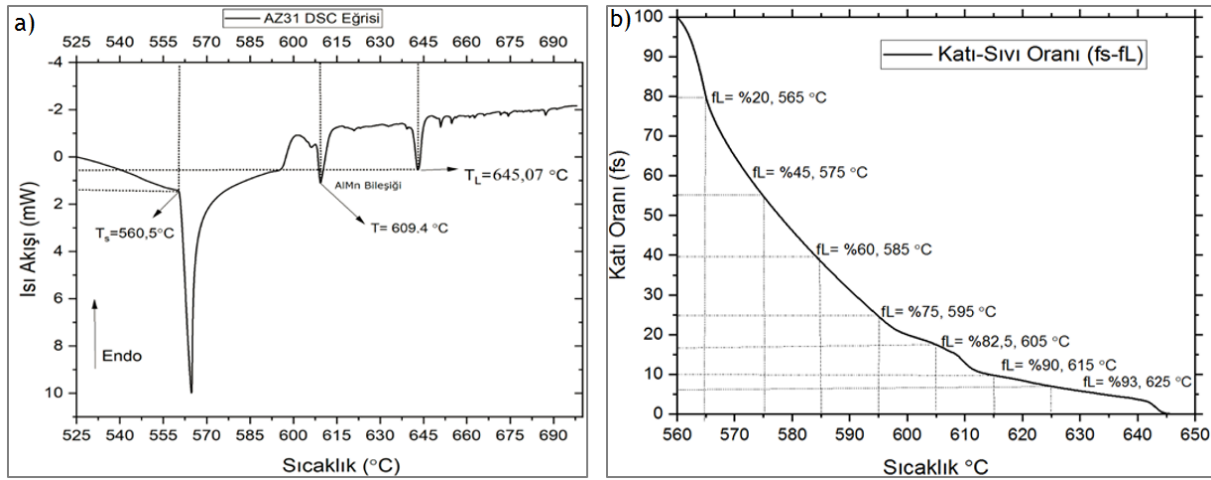 a)
AZ31 DSC Eğrisi
525 540 555 570 585 600 615 630 645 660 675 690
-4
-2
0
2
4
6
8
10
Isı Akışı (mW)
TL=645,07 °C
AlMn Bileşiği
Ts=560,5°C
T= 609.4 °C
Endo
525 540 555 570 585 600 615 630 645 660 675 690
Sıcaklık (°C)
b)
Katı-Sıvı Oranı (fs-fL)
100
90
80
70
60
50
40
30
20
10
0
Katı Oranı (fs)
fL= %20, 565 °C
fL= %45, 575 °C
fL= %60, 585 °C
fL= %75, 595 °C
fL= %82,5, 605 °C
fL= %90, 615 °C
fL= %93, 625 °C
560 570 580 590 600 610 620 630 640 650
Sıcaklık °C